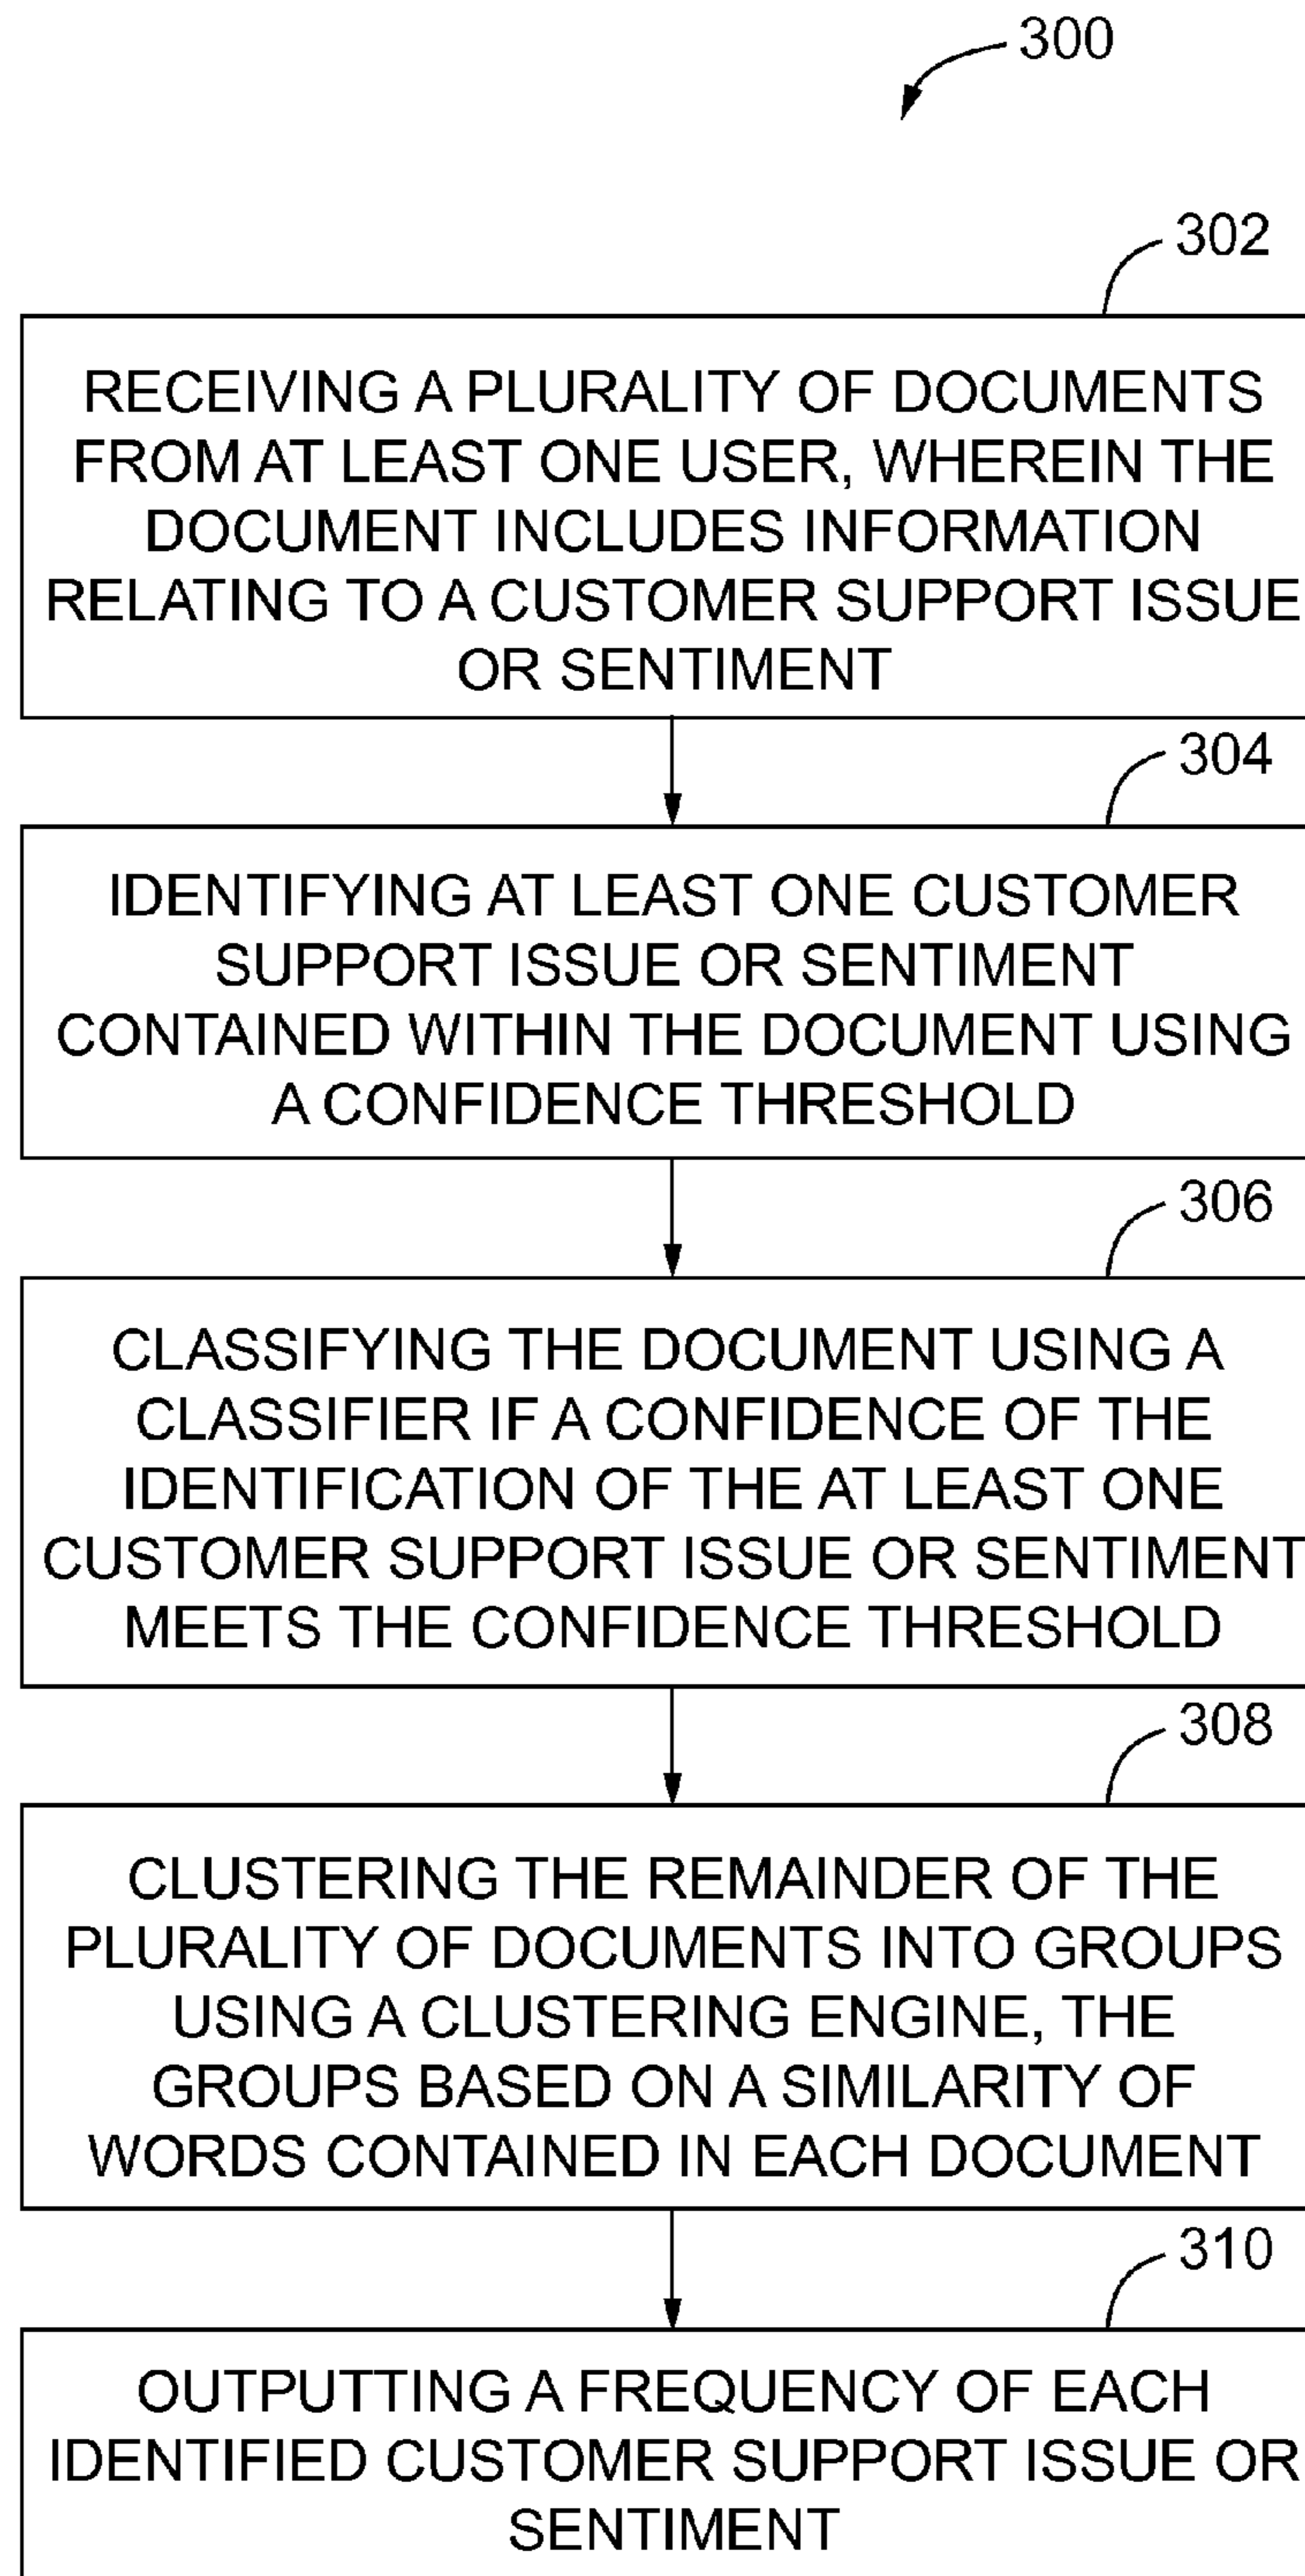 300
302
RECEIVING A PLURALITY OF DOCUMENTS
FROM AT LEAST ONE USER, WHEREIN THE
DOCUMENT INCLUDES INFORMATION
RELATING TO A CUSTOMER SUPPORT ISSUE
OR SENTIMENT
304
IDENTIFYING AT LEAST ONE CUSTOMER
SUPPORT ISSUE OR SENTIMENT
CONTAINED WITHIN THE DOCUMENT USING
A CONFIDENCE THRESHOLD
306
CLASSIFYING THE DOCUMENT USING A
CLASSIFIER IF A CONFIDENCE OF THE
IDENTIFICATION OF THE AT LEAST ONE
CUSTOMER SUPPORT ISSUE OR SENTIMENT
MEETS THE CONFIDENCE THRESHOLD
308
CLUSTERING THE REMAINDER OF THE
PLURALITY OF DOCUMENTS INTO GROUPS
USING A CLUSTERING ENGINE, THE
GROUPS BASED ON A SIMILARITY OF
WORDS CONTAINED IN EACH DOCUMENT
310
OUTPUTTING A FREQUENCY OF EACH
IDENTIFIED CUSTOMER SUPPORT ISSUE OR
SENTIMENT